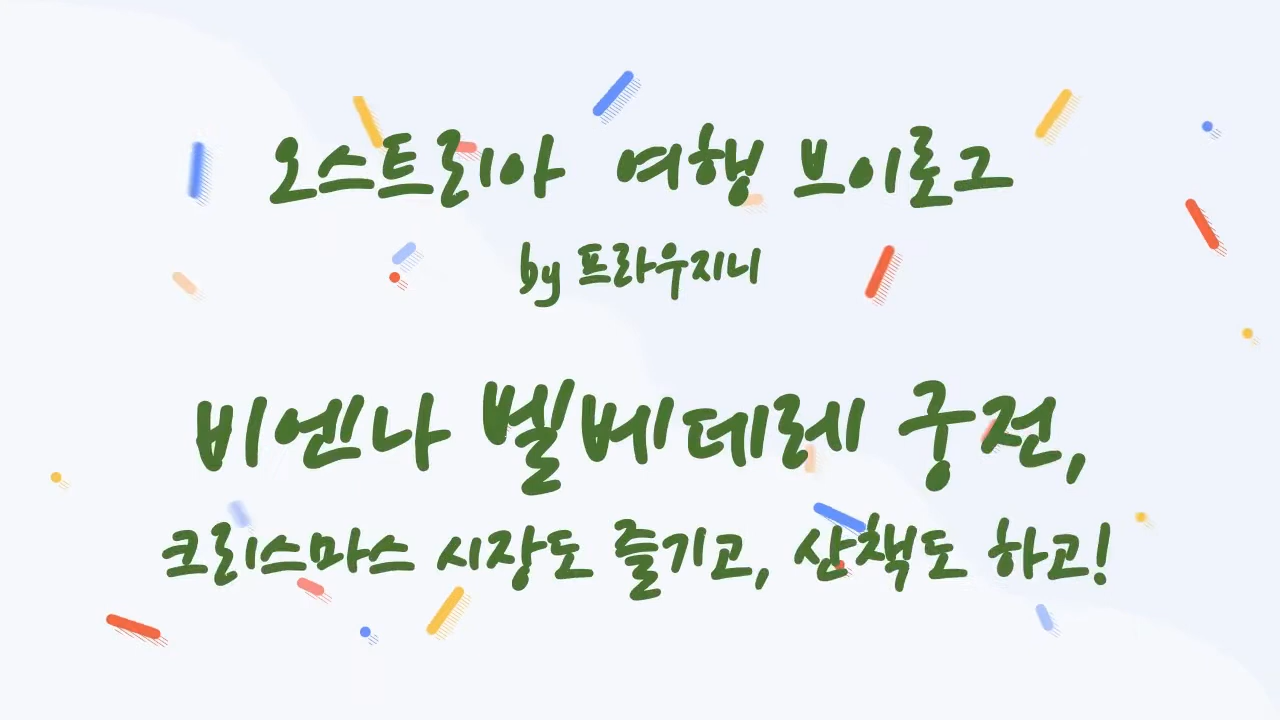 오스트리아 여행 브이로그
by 프라우지니
비엔나 벨베데레 궁전,
크리스마스 시장도 즐기고, 산책도 하고!